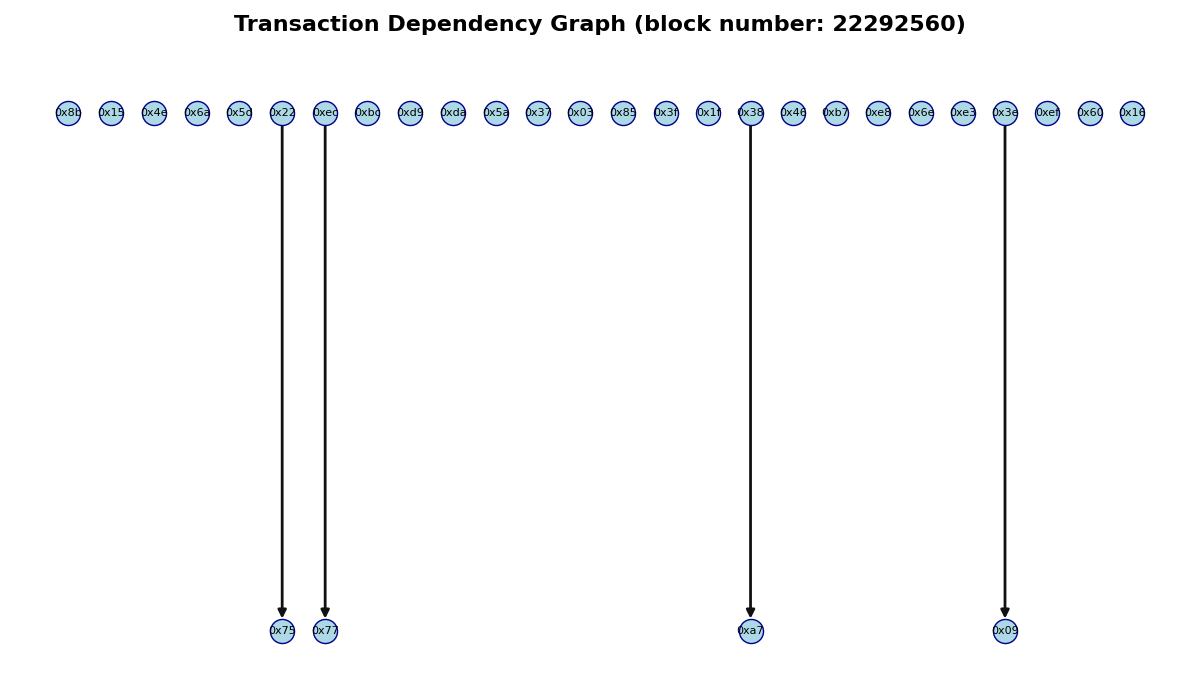 Transaction Dependency Graph (block number: 22292560)
0x8b 0x15 0x4e 0x6a 0x5d 0x22 0xec 0xbc 0xd9 0xda 0x5a 0x37 0x03 0x85 0x3f 0x1f 0x38 0x46 0xb7 0xe8 0x6e 0xe3 0x3e 0xef 0x60 0x16
0x75 0x77 0xa7 0x09